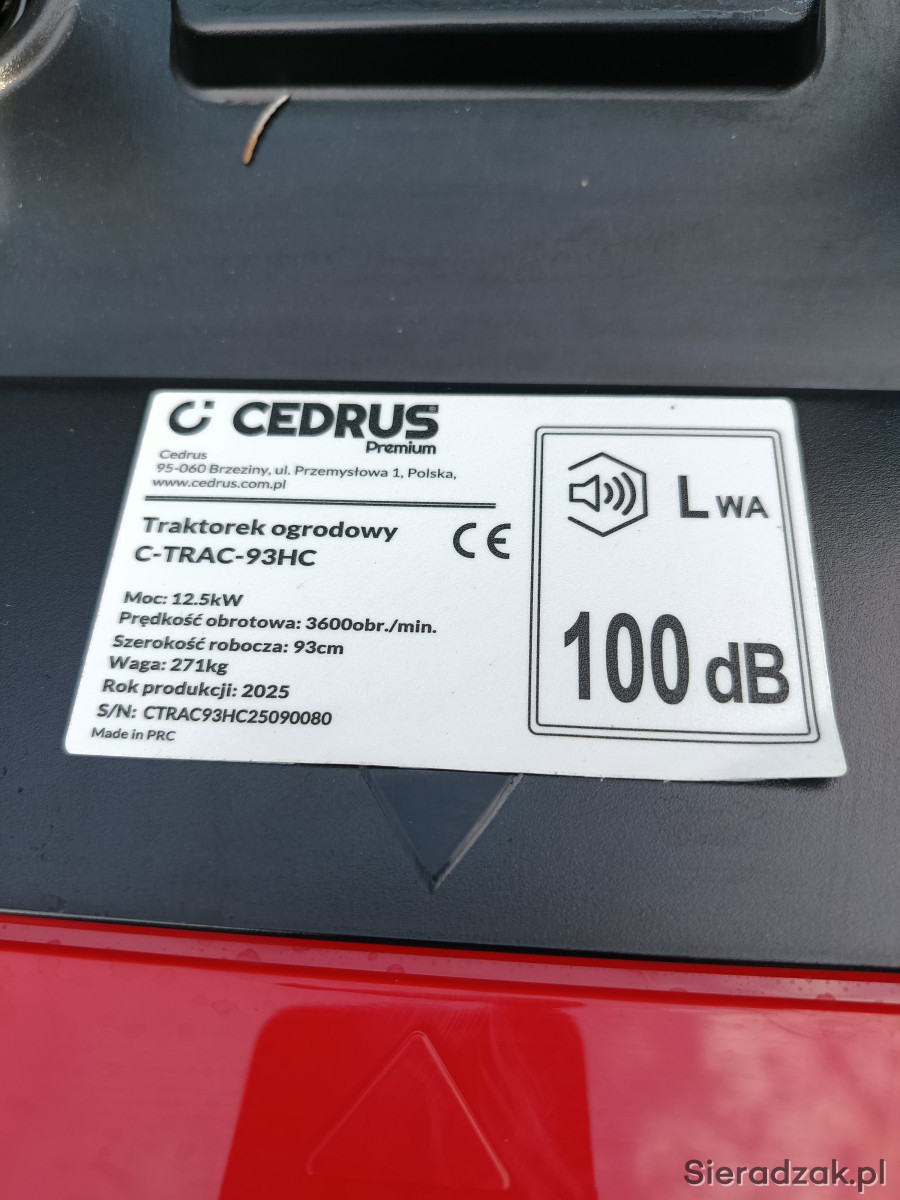 CEDRUS
Premium
Cedrus
95-060 Brzeziny, ul. Przemysłowa 1, Polska,
www.cedrus.com.pl
Traktorek ogrodowy
C-TRAC-93HC
CE
Moc: 12.5kW
Prędkość obrotowa: 3600obr./min.
Szerokość robocza: 93cm
Waga: 271kg
Rok produkcji: 2025
S/N: CTRAC93HC25090080
Made in PRC
LWA
100 dB
Sieradzak.pl